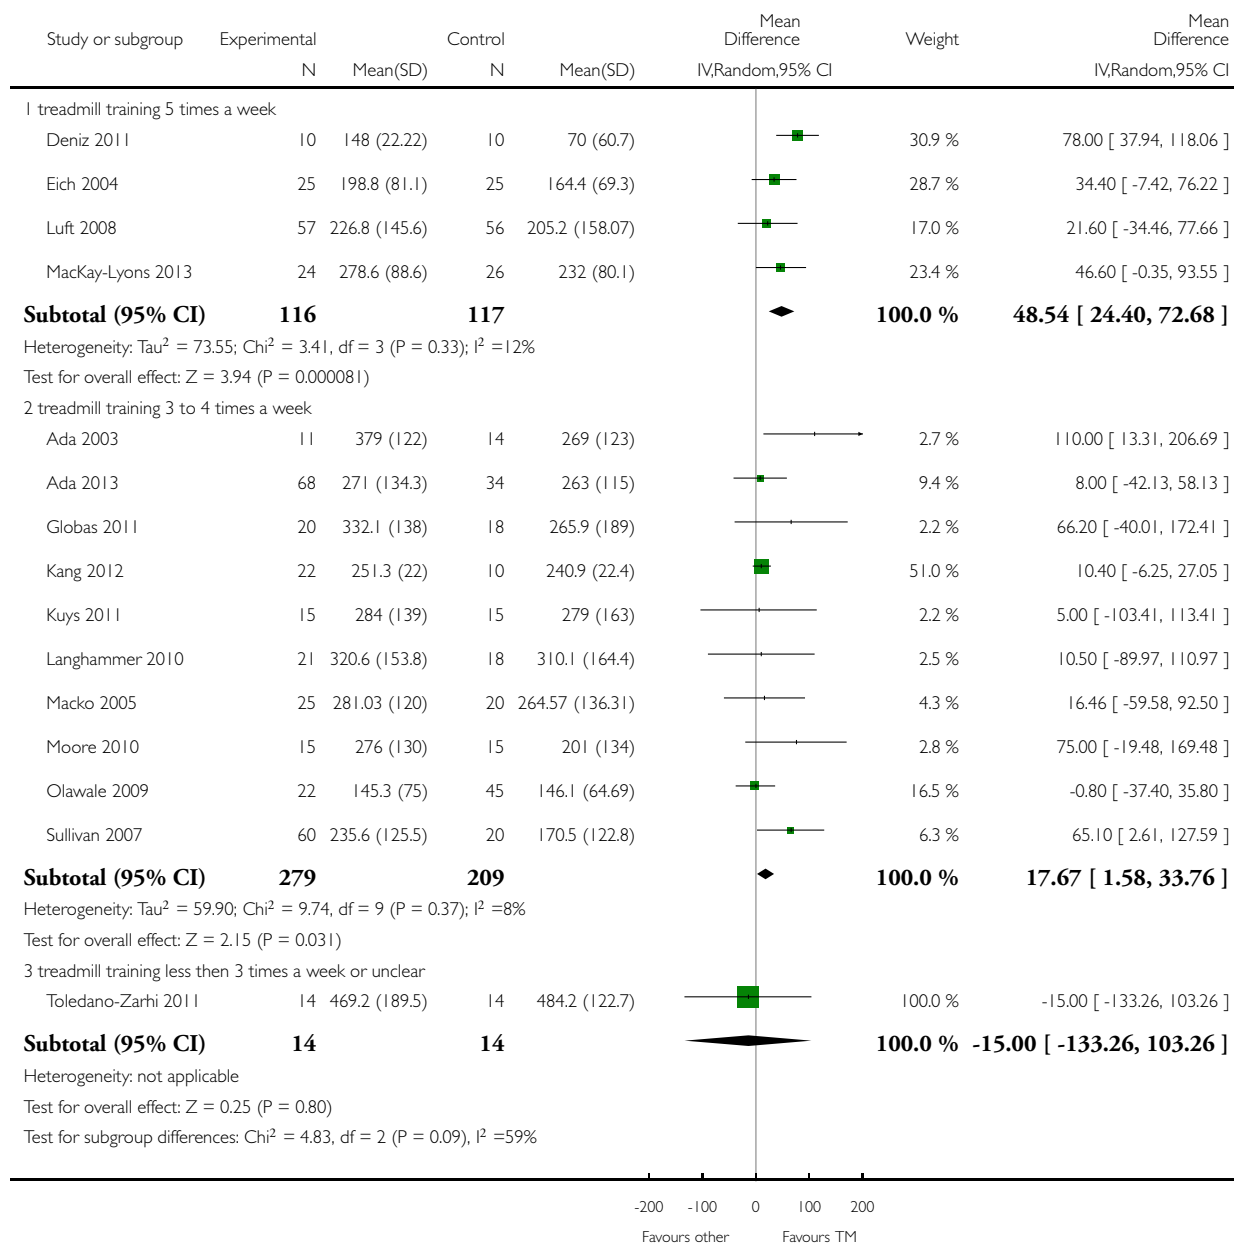 Study or subgroup Experimental Control Mean Difference Weight Mean Difference
N Mean(SD) N Mean(SD) IV,Random,95% CI IV,Random,95% CI
1 treadmill training 5 times a week
Deniz 2011 10 148 (22.22) 10 70 (60.7) 30.9 % 78.00 [ 37.94, 118.06 ]
Eich 2004 25 198.8 (81.1) 25 164.4 (69.3) 28.7 % 34.40 [ -7.42, 76.22 ]
Luft 2008 57 226.8 (145.6) 56 205.2 (158.07) 17.0 % 21.60 [ -34.46, 77.66 ]
MacKay-Lyons 2013 24 278.6 (88.6) 26 232 (80.1) 23.4 % 46.60 [ -0.35, 93.55 ]
Subtotal (95% CI) 116 117 100.0 % 48.54 [ 24.40, 72.68 ]
Heterogeneity: Tau² = 73.55; Chi² = 3.41, df = 3 (P = 0.33); I² =12%
Test for overall effect: Z = 3.94 (P = 0.000081)
2 treadmill training 3 to 4 times a week
Ada 2003 11 379 (122) 14 269 (123) 2.7 % 110.00 [ 13.31, 206.69 ]
Ada 2013 68 271 (134.3) 34 263 (115) 9.4 % 8.00 [ -42.13, 58.13 ]
Globas 2011 20 332.1 (138) 18 265.9 (189) 2.2 % 66.20 [ -40.01, 172.41 ]
Kang 2012 22 251.3 (22) 10 240.9 (22.4) 51.0 % 10.40 [ -6.25, 27.05 ]
Kuys 2011 15 284 (139) 15 279 (163) 2.2 % 5.00 [ -103.41, 113.41 ]
Langhammer 2010 21 320.6 (153.8) 18 310.1 (164.4) 2.5 % 10.50 [ -89.97, 110.97 ]
Macko 2005 25 281.03 (120) 20 264.57 (136.31) 4.3 % 16.46 [ -59.58, 92.50 ]
Moore 2010 15 276 (130) 15 201 (134) 2.8 % 75.00 [ -19.48, 169.48 ]
Olawale 2009 22 145.3 (75) 45 146.1 (64.69) 16.5 % -0.80 [ -37.40, 35.80 ]
Sullivan 2007 60 235.6 (125.5) 20 170.5 (122.8) 6.3 % 65.10 [ 2.61, 127.59 ]
Subtotal (95% CI) 279 209 100.0 % 17.67 [ 1.58, 33.76 ]
Heterogeneity: Tau² = 59.90; Chi² = 9.74, df = 9 (P = 0.37); I² =8%
Test for overall effect: Z = 2.15 (P = 0.031)
3 treadmill training less then 3 times a week or unclear
Toledano-Zarhi 2011 14 469.2 (189.5) 14 484.2 (122.7) 100.0 % -15.00 [ -133.26, 103.26 ]
Subtotal (95% CI) 14 14 100.0 % -15.00 [ -133.26, 103.26 ]
Heterogeneity: not applicable
Test for overall effect: Z = 0.25 (P = 0.80)
Test for subgroup differences: Chi² = 4.83, df = 2 (P = 0.09), I² =59%
-200 -100 0 100 200
Favours other Favours TM